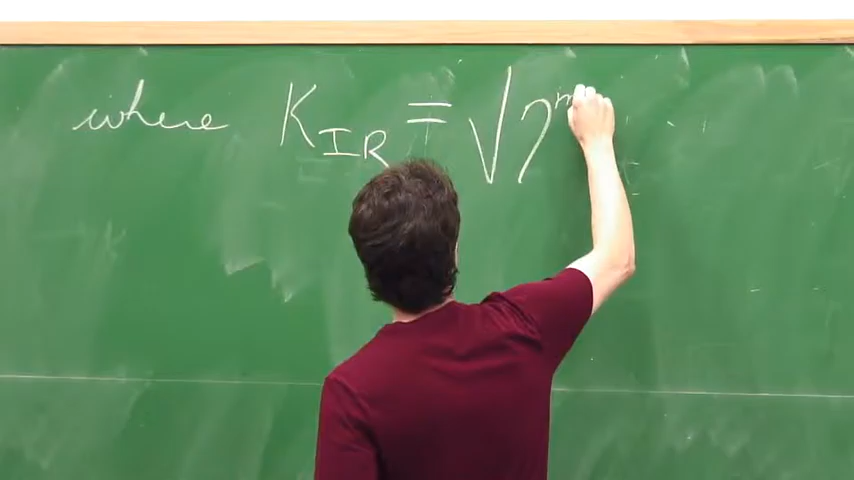 where K_IR = √7^m